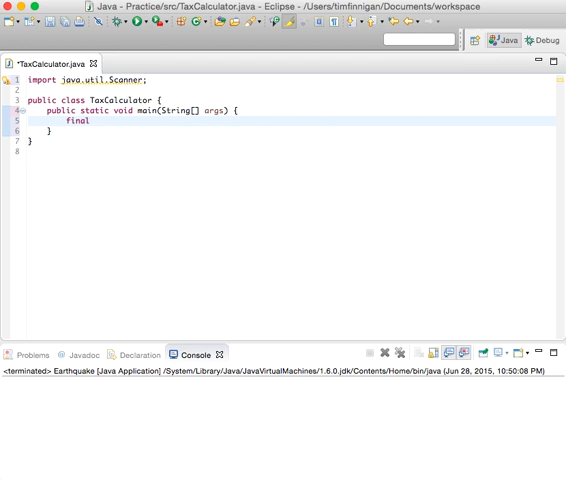 Java - Practice/src/TaxCalculator.java - Eclipse - /Users/timfinnigan/Documents/workspace
Java Debug
*TaxCalculator.java
1 import java.util.Scanner;
2
3 public class TaxCalculator {
4 public static void main(String[] args) {
5 final
6 }
7 }
8
Problems @ Javadoc Declaration Console
<terminated> Earthquake [Java Application] /System/Library/Java/JavaVirtualMachines/1.6.0.jdk/Contents/Home/bin/java (Jun 28, 2015, 10:50:08 PM)